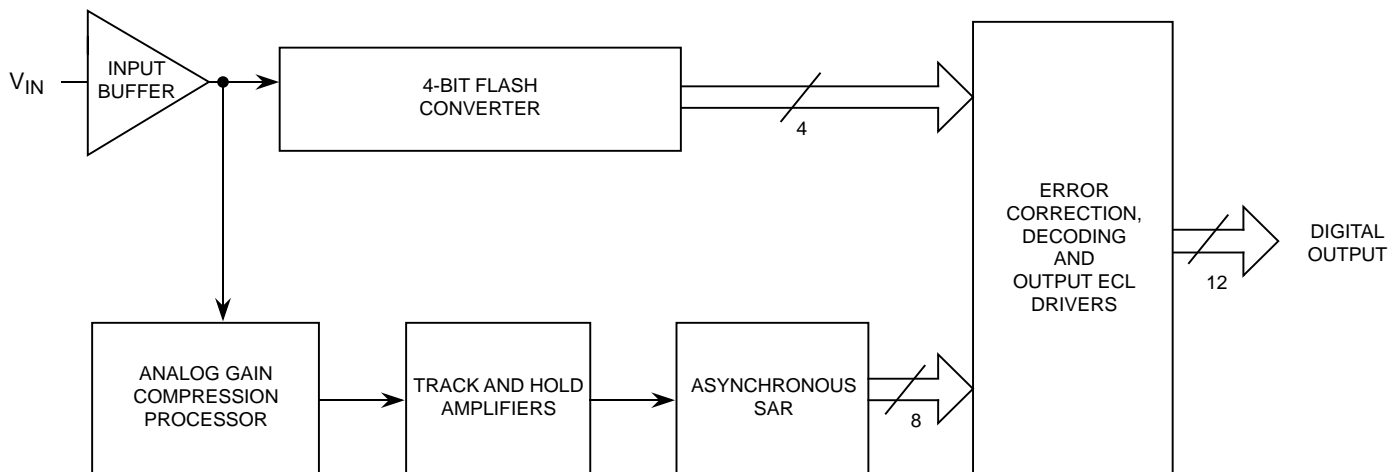 V_IN
INPUT
BUFFER
4-BIT FLASH
CONVERTER
4
ERROR
CORRECTION,
DECODING
AND
OUTPUT ECL
DRIVERS
12
DIGITAL
OUTPUT
ANALOG GAIN
COMPRESSION
PROCESSOR
TRACK AND HOLD
AMPLIFIERS
ASYNCHRONOUS
SAR
8